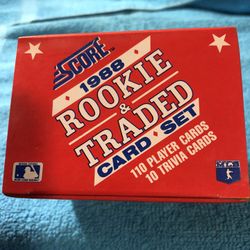 SCORE
1988
ROOKIE
&
TRADED
CARD SET
110 PLAYER CARDS
10 TRIVIA CARDS